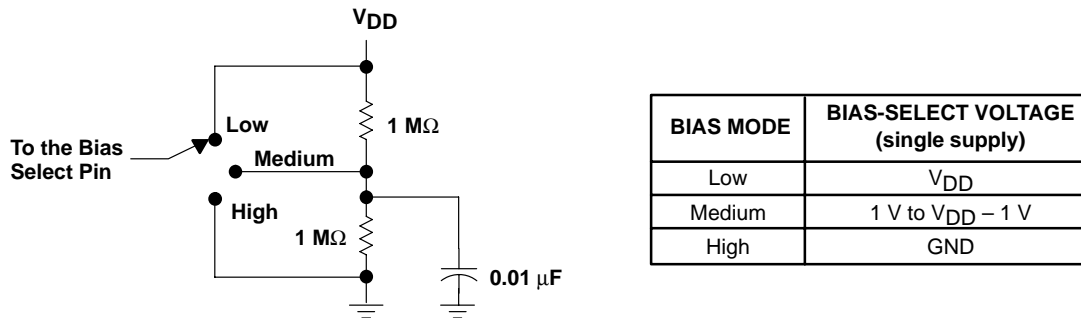 VDD
Low
1 MΩ
To the Bias
Select Pin
Medium
High
1 MΩ
0.01 μF
BIAS MODE
BIAS-SELECT VOLTAGE
(single supply)
Low
VDD
Medium
1 V to VDD – 1 V
High
GND